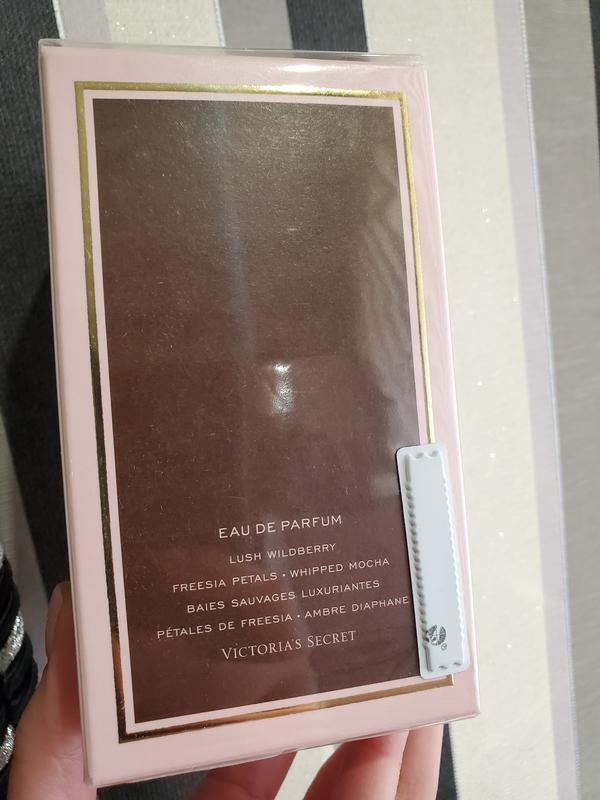 EAU DE PARFUM
LUSH WILDBERRY
FREESIA PETALS • WHIPPED MOCHA
BAIES SAUVAGES LUXURIANTES
PÉTALES DE FREESIA • AMBRE DIAPHANE
VICTORIA'S SECRET